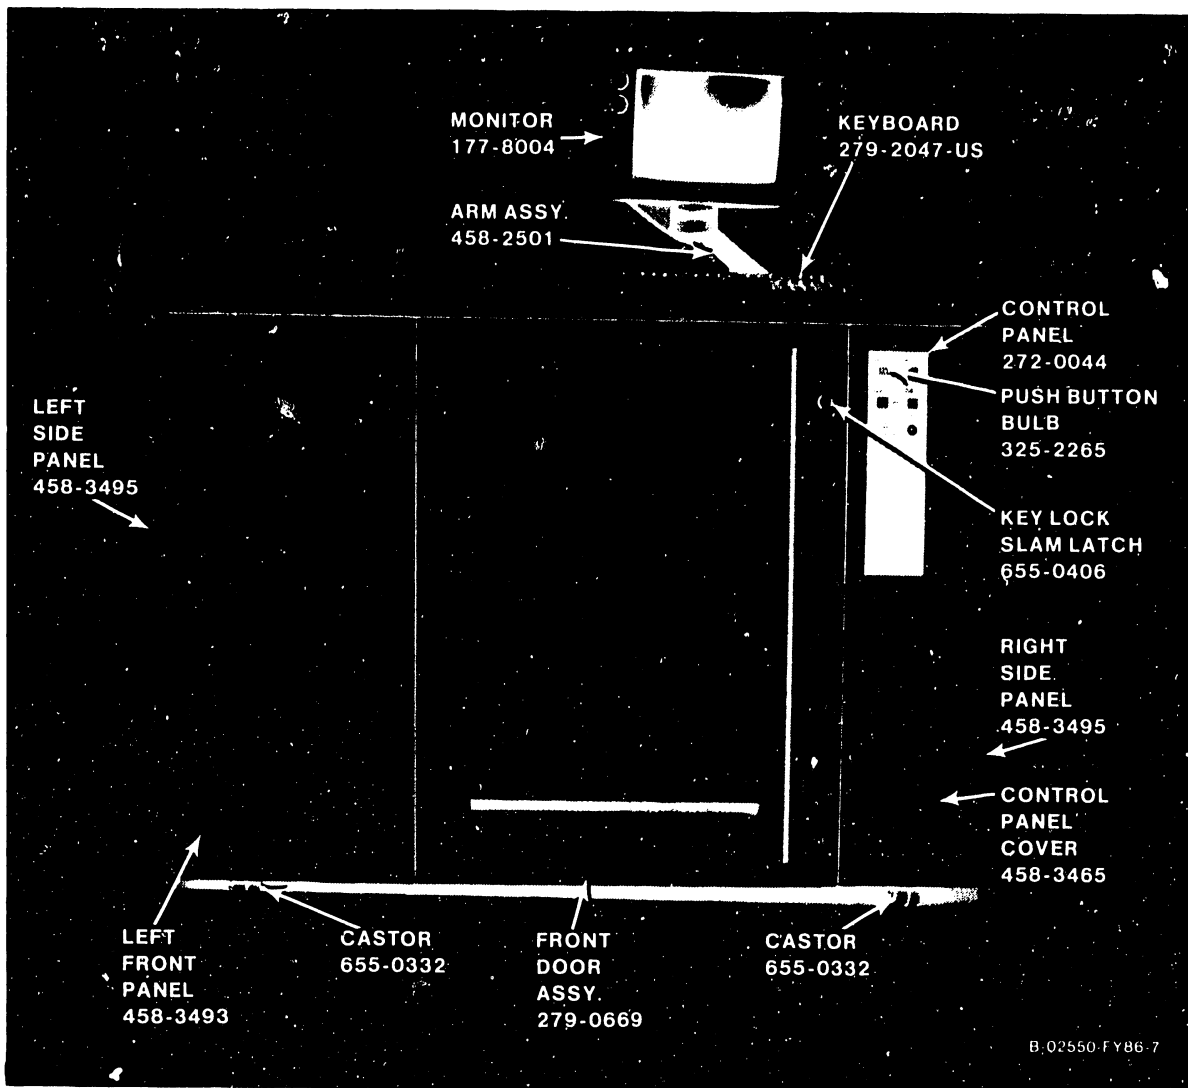 MONITOR
177-8004
KEYBOARD
279-2047-US
ARM ASSY.
458-2501
CONTROL
PANEL
272-0044
PUSH BUTTON
BULB
325-2265
LEFT
SIDE
PANEL
458-3495
KEY LOCK
SLAM LATCH
655-0406
RIGHT
SIDE
PANEL
458-3495
CONTROL
PANEL
COVER
458-3465
LEFT
FRONT
PANEL
458-3493
CASTOR
655-0332
FRONT
DOOR
ASSY.
279-0669
CASTOR
655-0332
B-02550-FY86-7